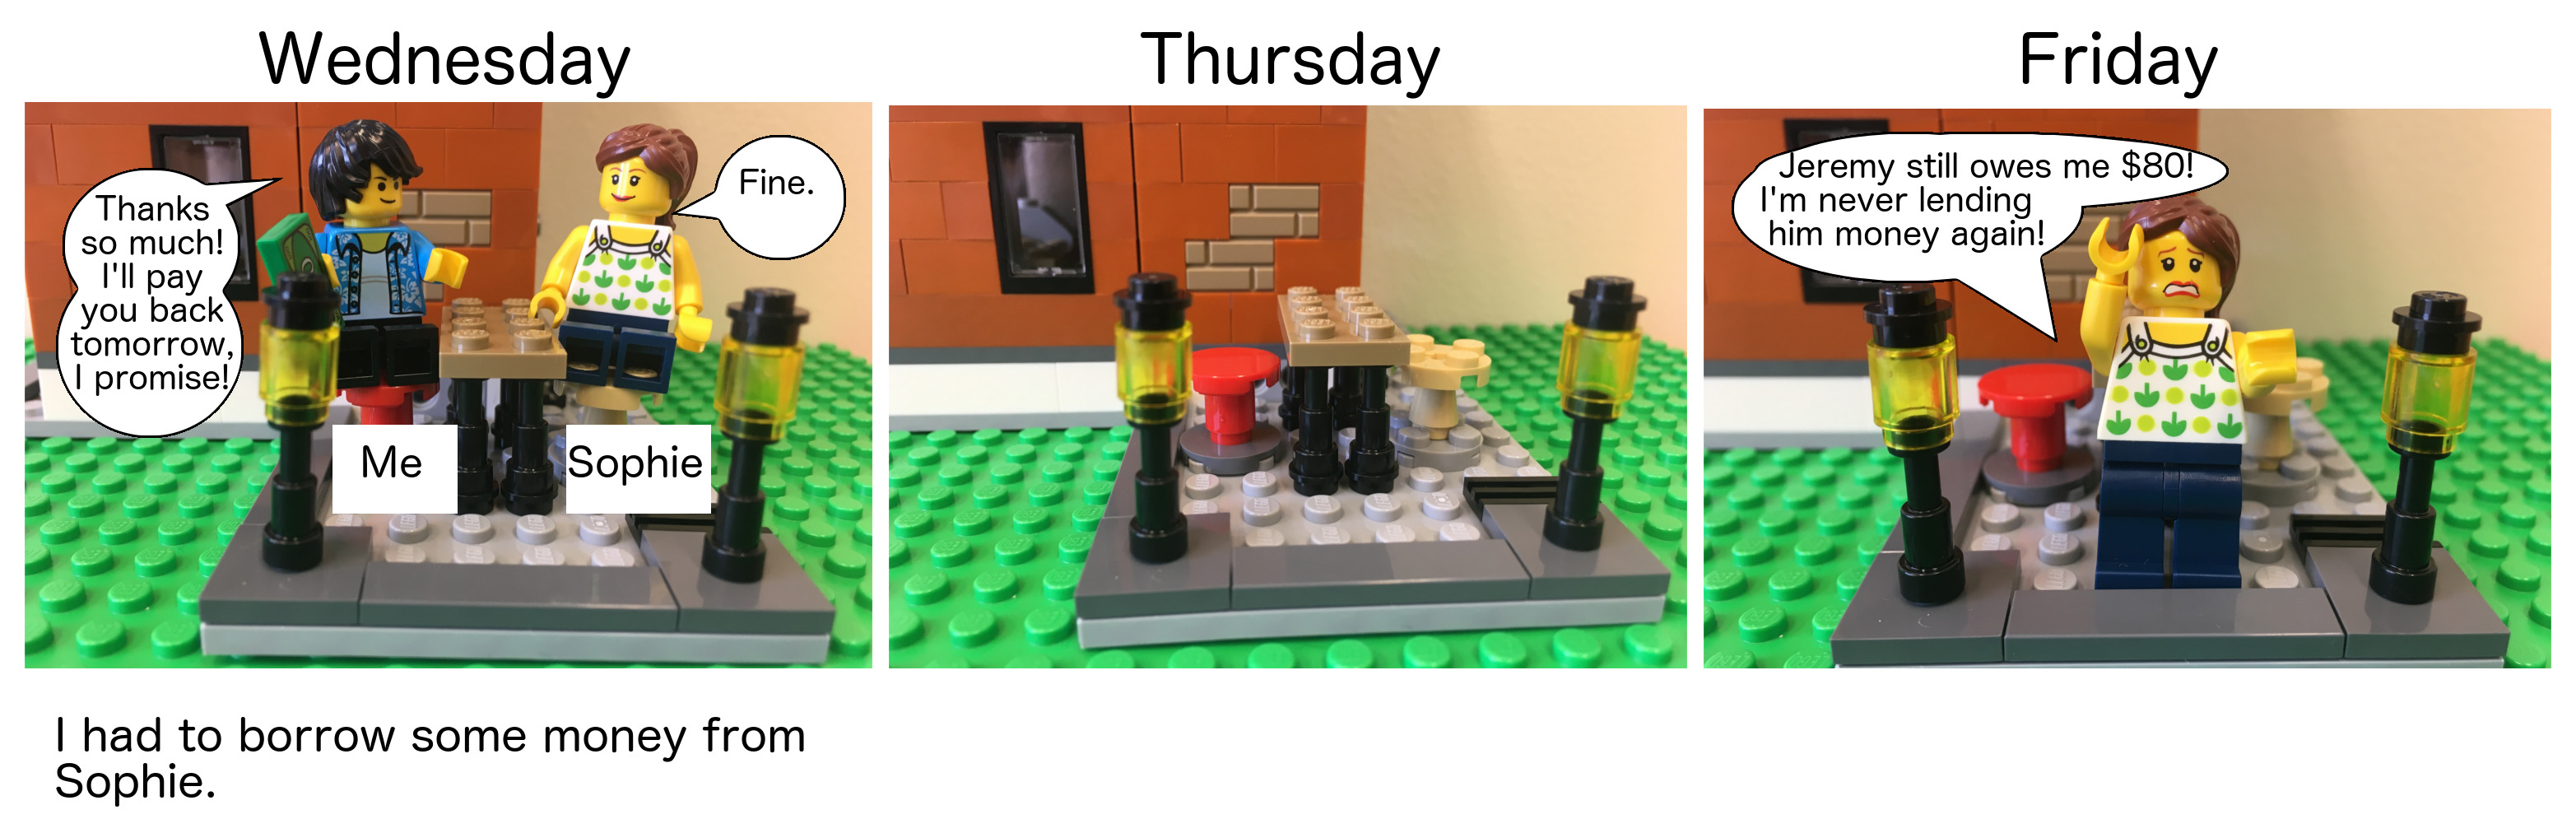 Wednesday
Thanks
so much!
I'll pay
you back
tomorrow,
I promise!
Fine.
Me
Sophie
I had to borrow some money from
Sophie.
Thursday
Friday
Jeremy still owes me $80!
I'm never lending
him money again!